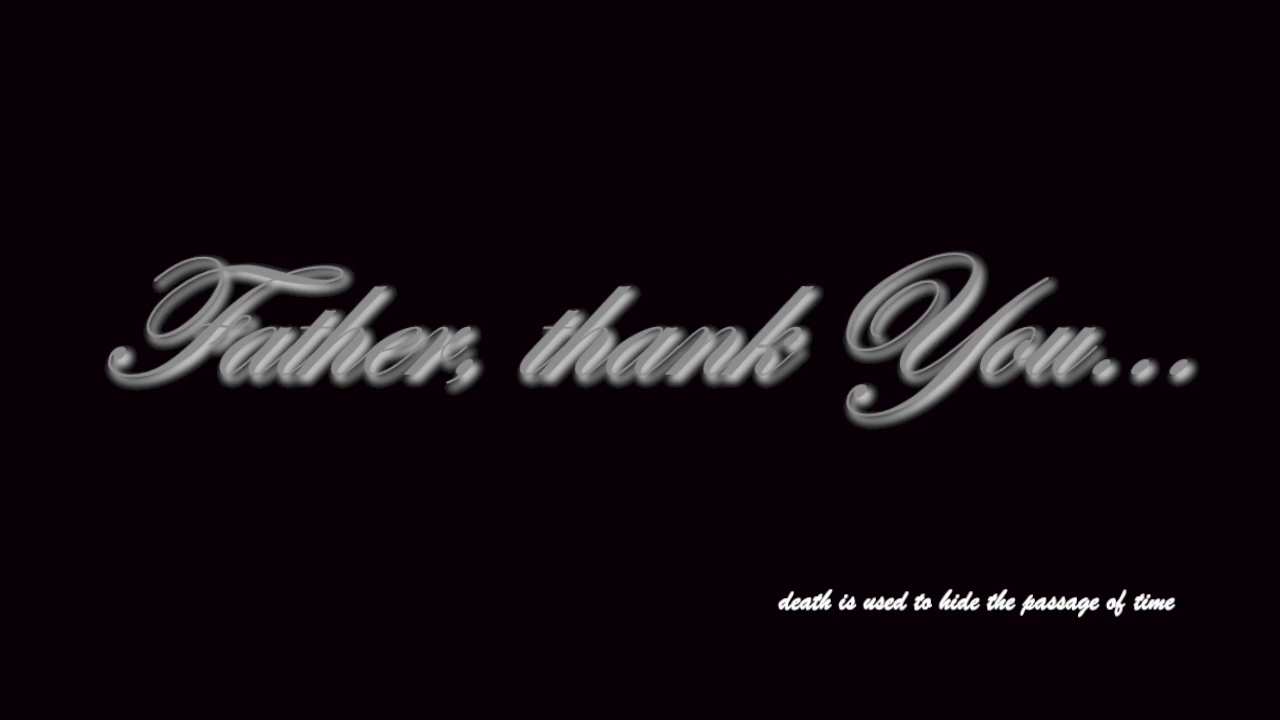 Father, thank You...
death is used to hide the passage of time